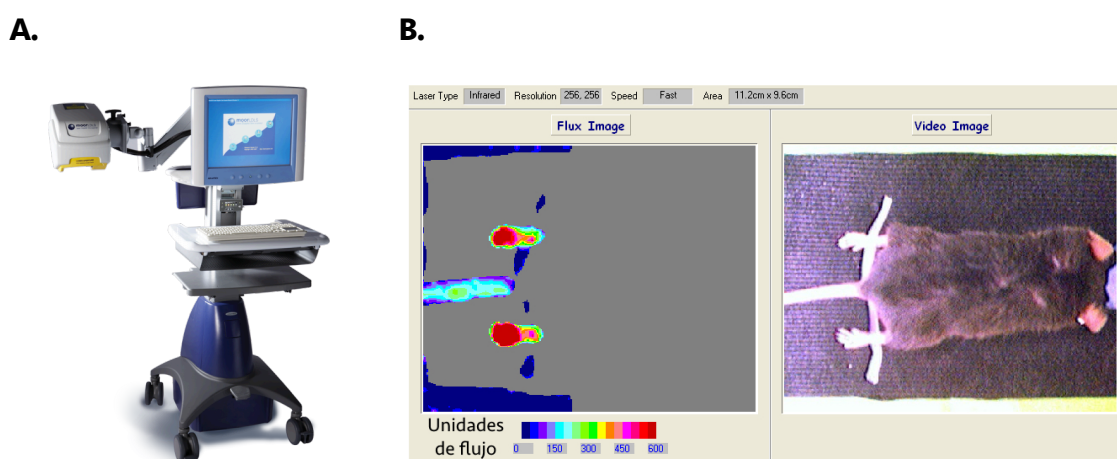 A.
B.
Laser Type Infrared Resolution 256, 256 Speed Fast Area 11.2cm x 9.6cm
Flux Image
Video Image
Unidades
de flujo
0 150 300 450 600